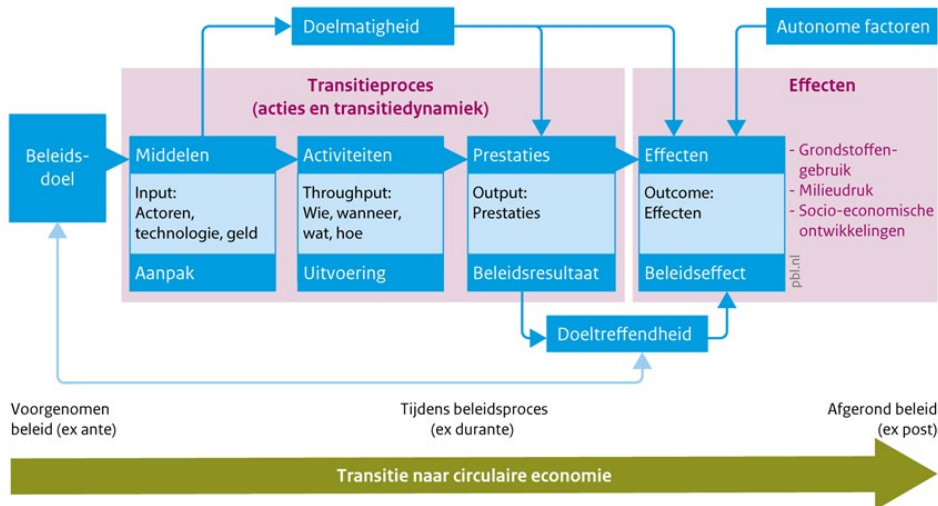 Doelmatigheid
Autonome factoren
Transitieproces
(acties en transitiedynamiek)
Effecten
Beleids-
doel
Middelen
Input:
Actoren,
technologie, geld
Aanpak
Activiteiten
Throughput:
Wie, wanneer,
wat, hoe
Uitvoering
Prestaties
Output:
Prestaties
Beleidsresultaat
Effecten
Outcome:
Effecten
Beleidseffect
- Grondstoffen-
gebruik
- Milieudruk
- Socio-economische
ontwikkelingen
pbl.nl
Doeltreffendheid
Voorgenomen
beleid (ex ante)
Tijdens beleidsproces
(ex durante)
Afgerond beleid
(ex post)
Transitie naar circulaire economie